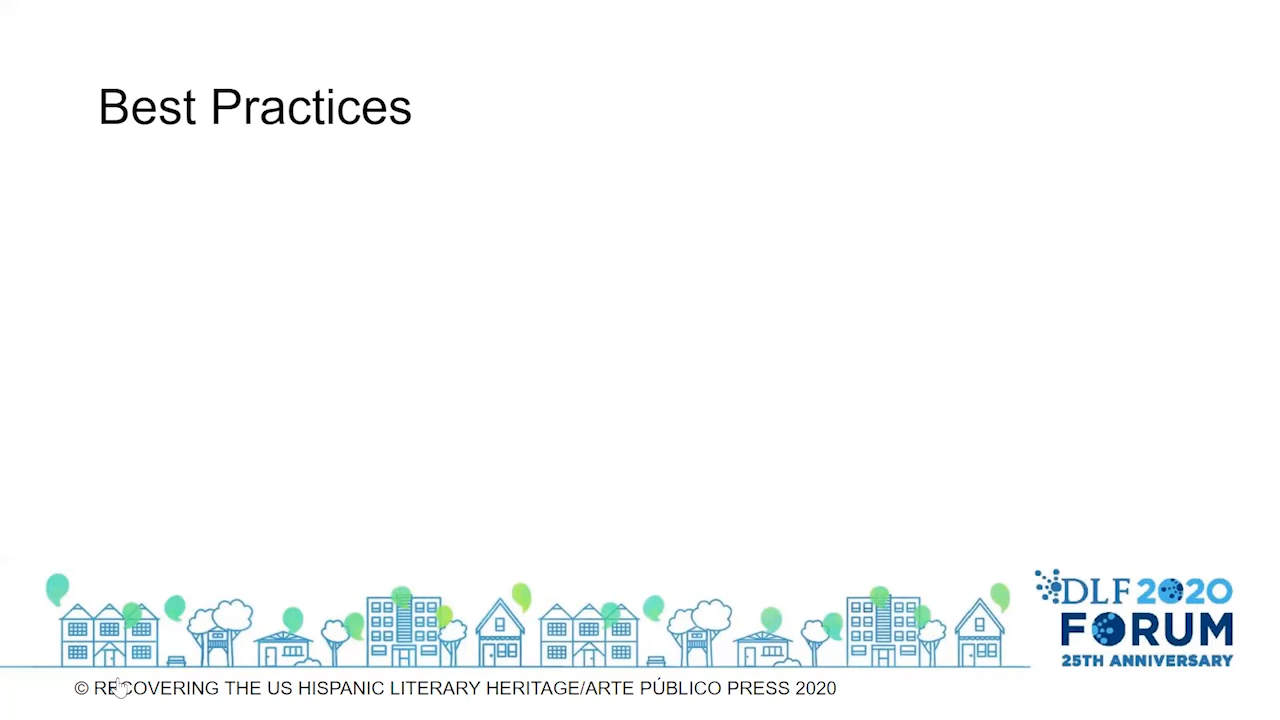 Best Practices
DLF 2020
FORUM
25TH ANNIVERSARY
© RECOVERING THE US HISPANIC LITERARY HERITAGE/ARTE PÚBLICO PRESS 2020